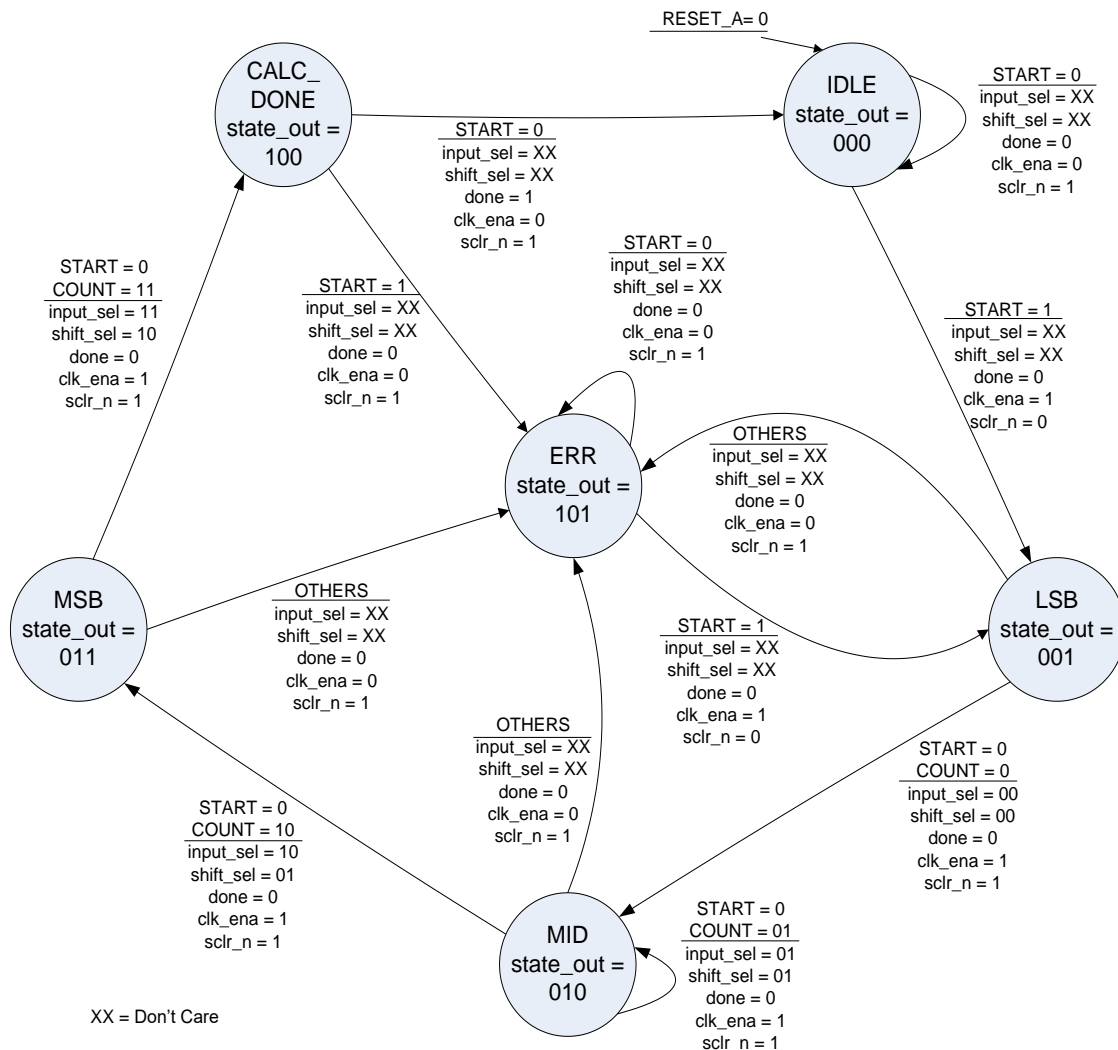 RESET_A= 0
CALC_
DONE
state_out =
100
IDLE
state_out =
000
START = 0
input_sel = XX
shift_sel = XX
done = 0
clk_ena = 0
sclr_n = 1
START = 0
input_sel = XX
shift_sel = XX
done = 1
clk_ena = 0
sclr_n = 1
START = 0
COUNT = 11
input_sel = 11
shift_sel = 10
done = 0
clk_ena = 1
sclr_n = 1
START = 1
input_sel = XX
shift_sel = XX
done = 0
clk_ena = 0
sclr_n = 1
START = 0
input_sel = XX
shift_sel = XX
done = 0
clk_ena = 0
sclr_n = 1
START = 1
input_sel = XX
shift_sel = XX
done = 0
clk_ena = 1
sclr_n = 0
ERR
state_out =
101
OTHERS
input_sel = XX
shift_sel = XX
done = 0
clk_ena = 0
sclr_n = 1
MSB
state_out =
011
OTHERS
input_sel = XX
shift_sel = XX
done = 0
clk_ena = 0
sclr_n = 1
START = 1
input_sel = XX
shift_sel = XX
done = 0
clk_ena = 1
sclr_n = 0
LSB
state_out =
001
OTHERS
input_sel = XX
shift_sel = XX
done = 0
clk_ena = 0
sclr_n = 1
START = 0
COUNT = 0
input_sel = 00
shift_sel = 00
done = 0
clk_ena = 1
sclr_n = 1
START = 0
COUNT = 10
input_sel = 10
shift_sel = 01
done = 0
clk_ena = 1
sclr_n = 1
MID
state_out =
010
START = 0
COUNT = 01
input_sel = 01
shift_sel = 01
done = 0
clk_ena = 1
sclr_n = 1
XX = Don't Care